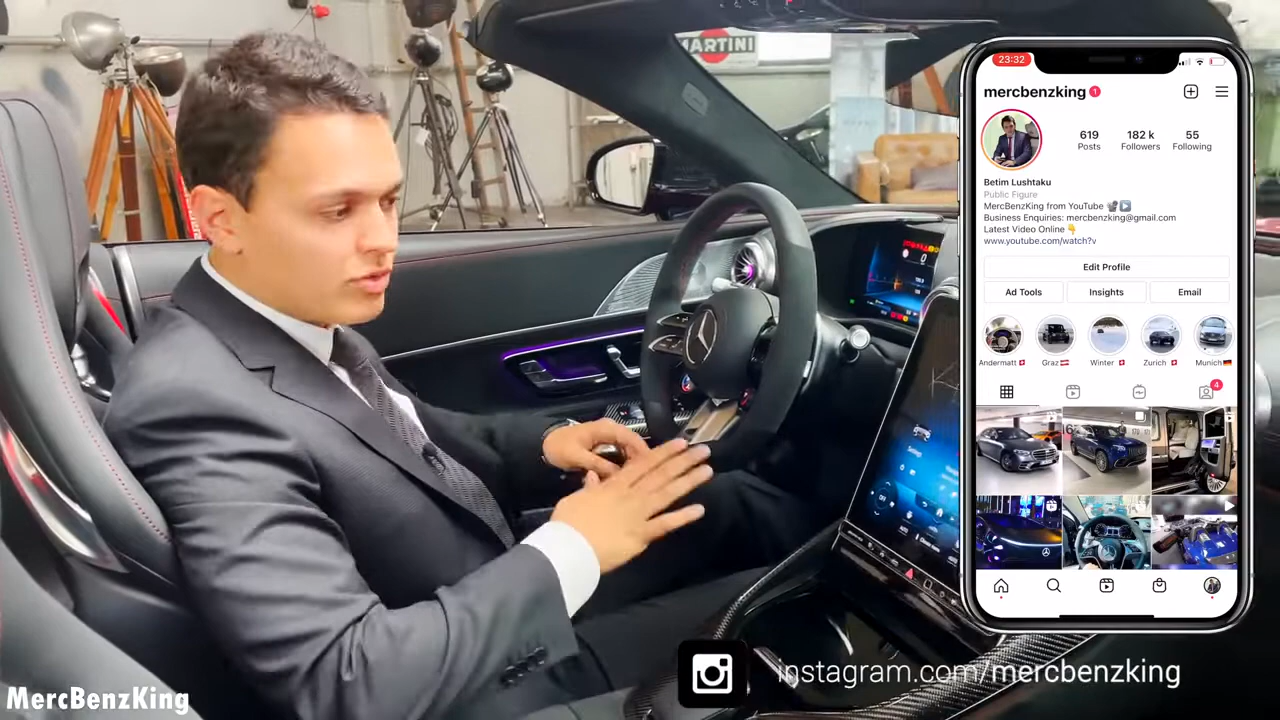 MARTINI
23:32
mercbenzking 1
619 182 k 55
Posts Followers Following
Betim Lushtaku
Public Figure
MercBenzKing from YouTube
Business Enquiries: mercbenzking@gmail.com
Latest Video Online
www.youtube.com/watch?v
Edit Profile
Ad Tools Insights Email
Andermatt Graz Winter Zurich Munich
4
instagram.com/mercbenzking
MercBenzKing